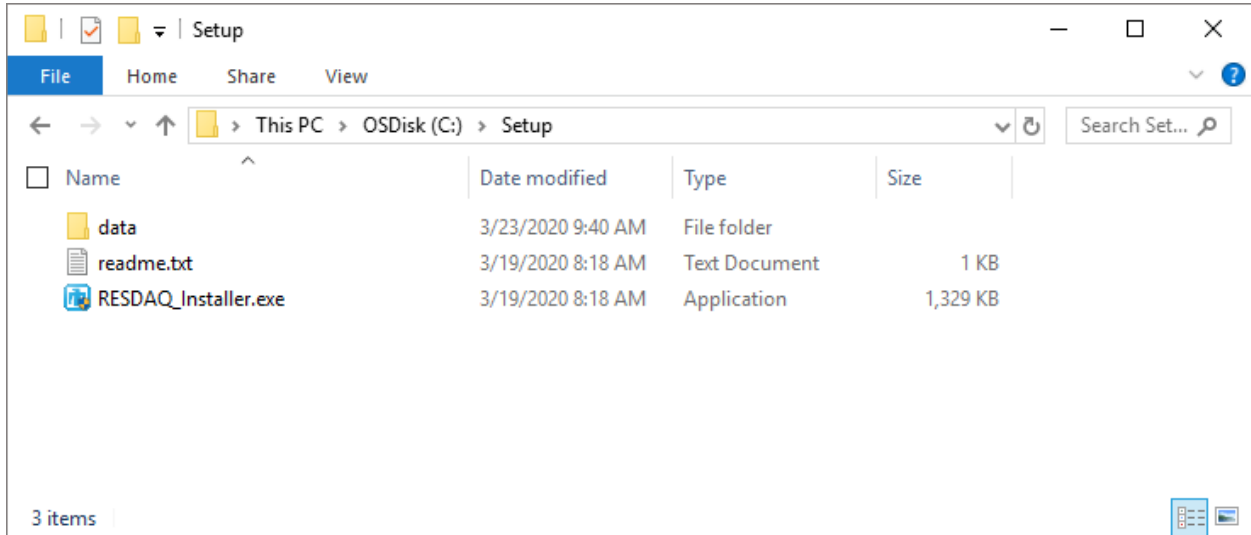 Setup
File Home Share View
This PC > OSDisk (C:) > Setup Search Set...
Name Date modified Type Size
data 3/23/2020 9:40 AM File folder
readme.txt 3/19/2020 8:18 AM Text Document 1 KB
RESDAQ_Installer.exe 3/19/2020 8:18 AM Application 1,329 KB
3 items